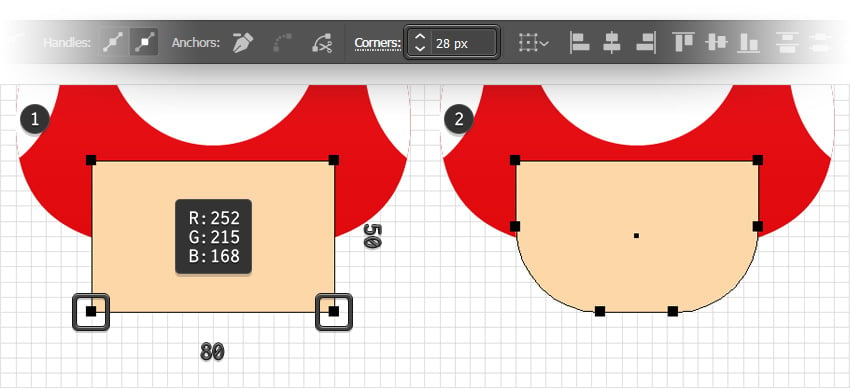 Handles:
Anchors:
Corners:
28 px
1
2
R:252
G:215
B:168
50
80